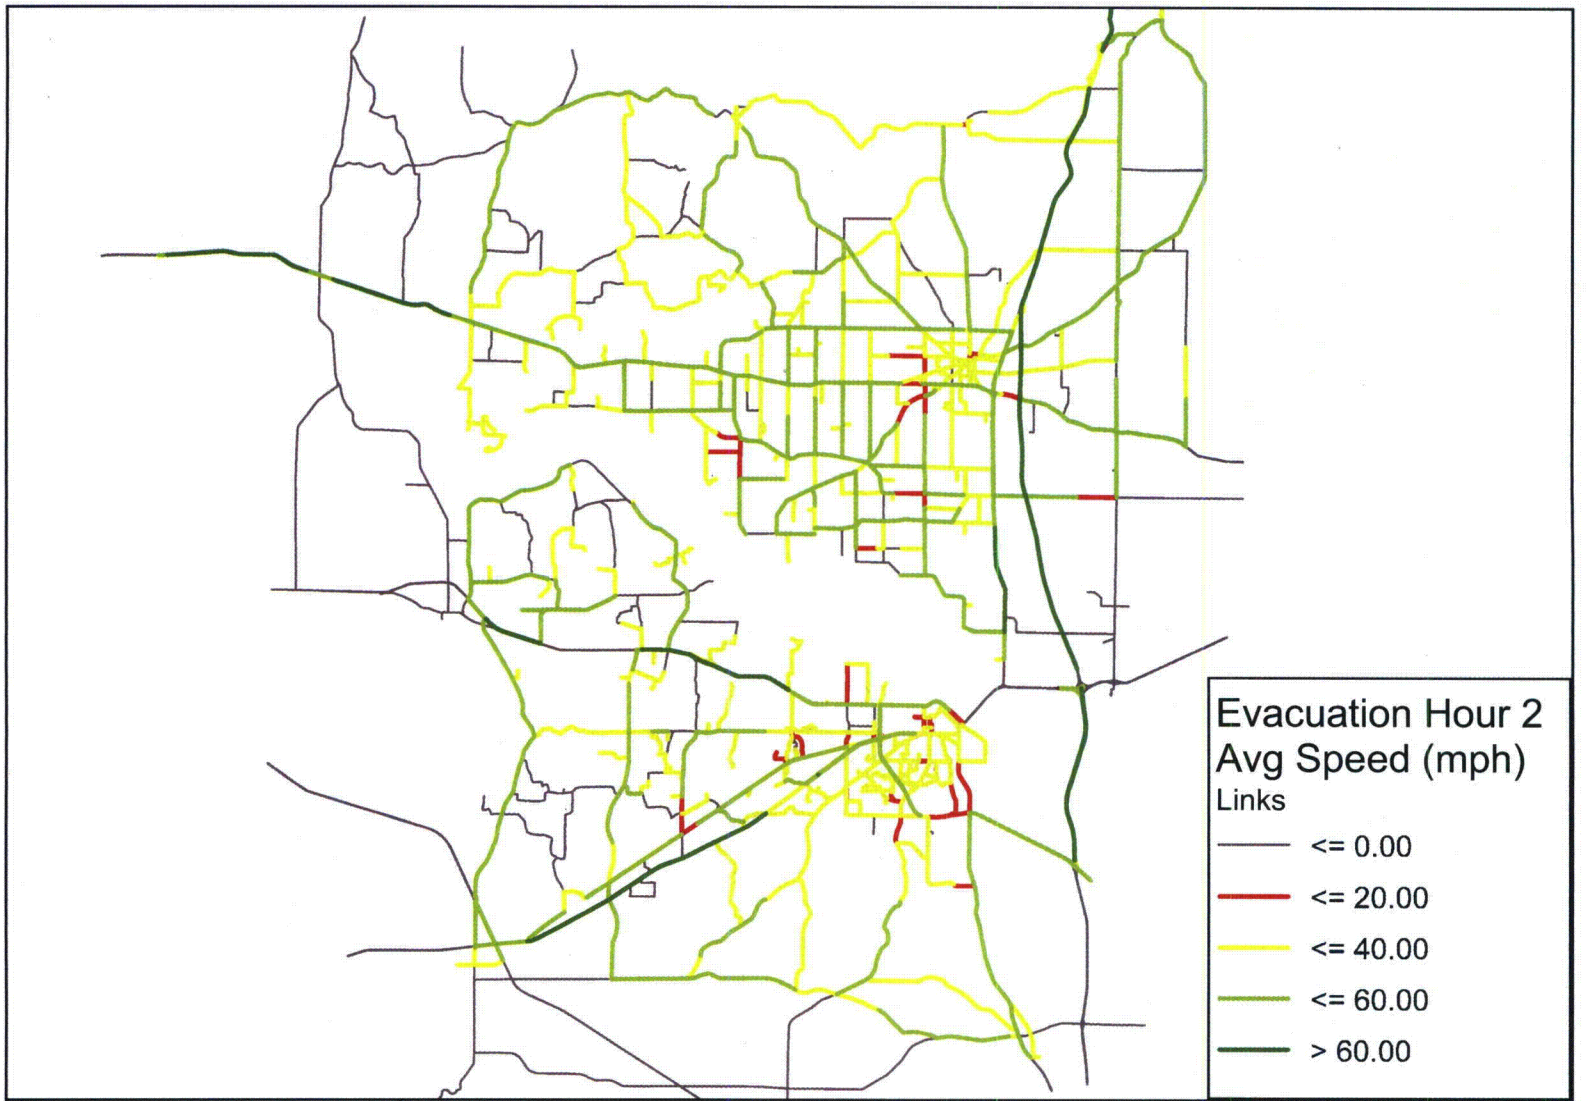 Evacuation Hour 2
Avg Speed (mph)
Links
<= 0.00
<= 20.00
<= 40.00
<= 60.00
> 60.00